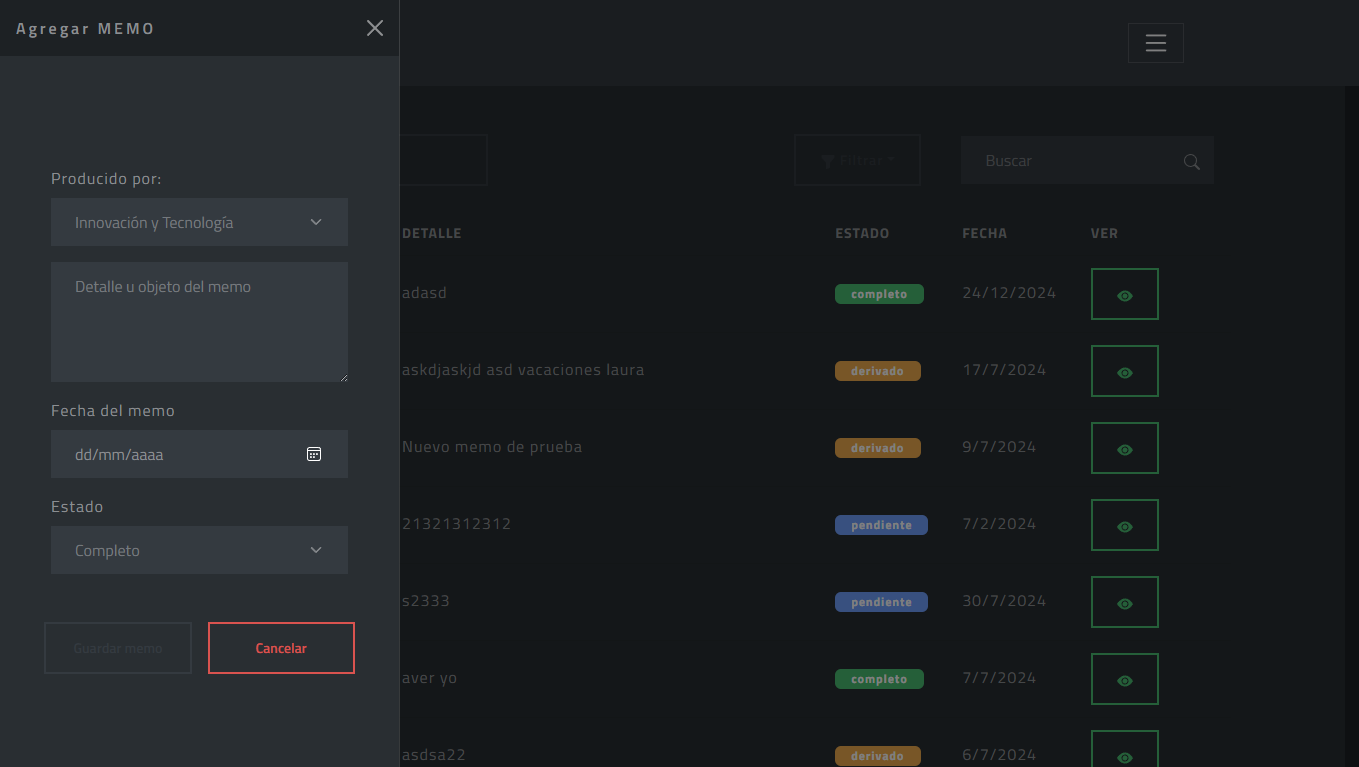 Agregar MEMO
Producido por:
Innovación y Tecnología
Detalle u objeto del memo
Fecha del memo
dd/mm/aaaa
Estado
Completo
Guardar memo
Cancelar
Filtrar
Buscar
DETALLE ESTADO FECHA VER
adasd completo 24/12/2024
askdjaskjd asd vacaciones laura derivado 17/7/2024
Nuevo memo de prueba derivado 9/7/2024
21321312312 pendiente 7/2/2024
s2333 pendiente 30/7/2024
aver yo completo 7/7/2024
asdsa22 derivado 6/7/2024